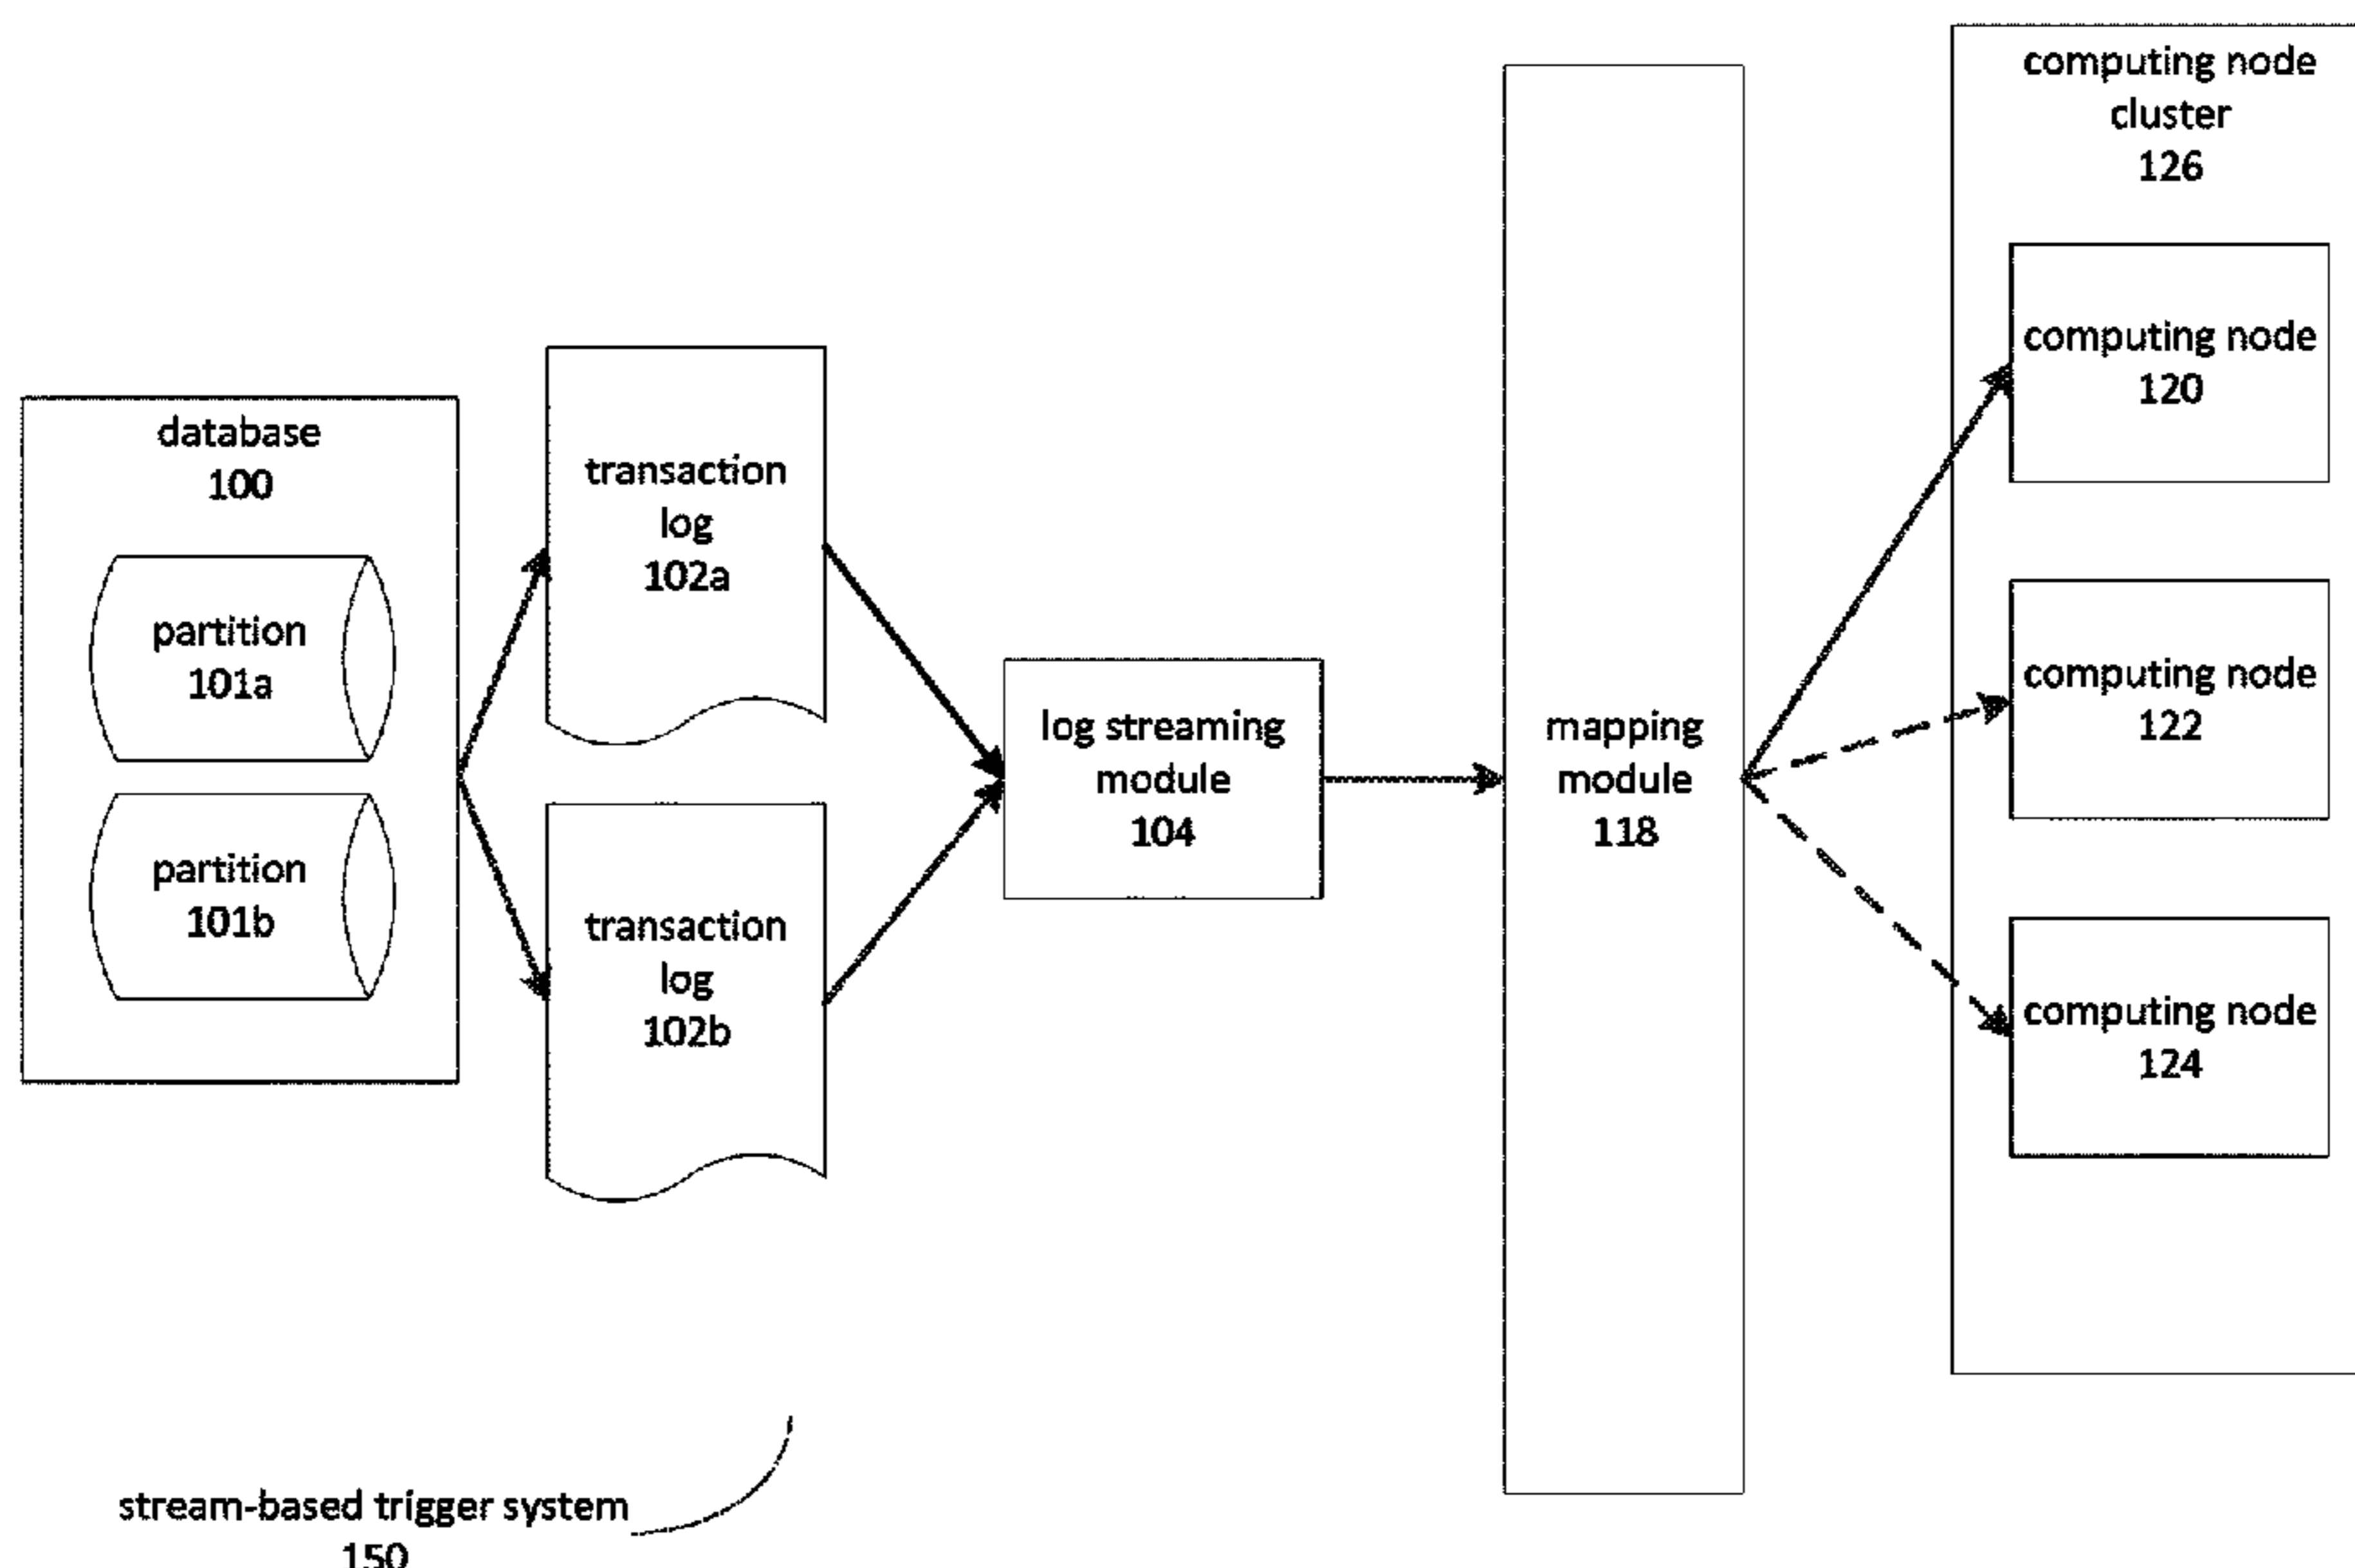 database
100
partition
101a
partition
101b
transaction
log
102a
transaction
log
102b
log streaming
module
104
mapping
module
118
computing node
cluster
126
computing node
120
computing node
122
computing node
124
stream-based trigger system
150